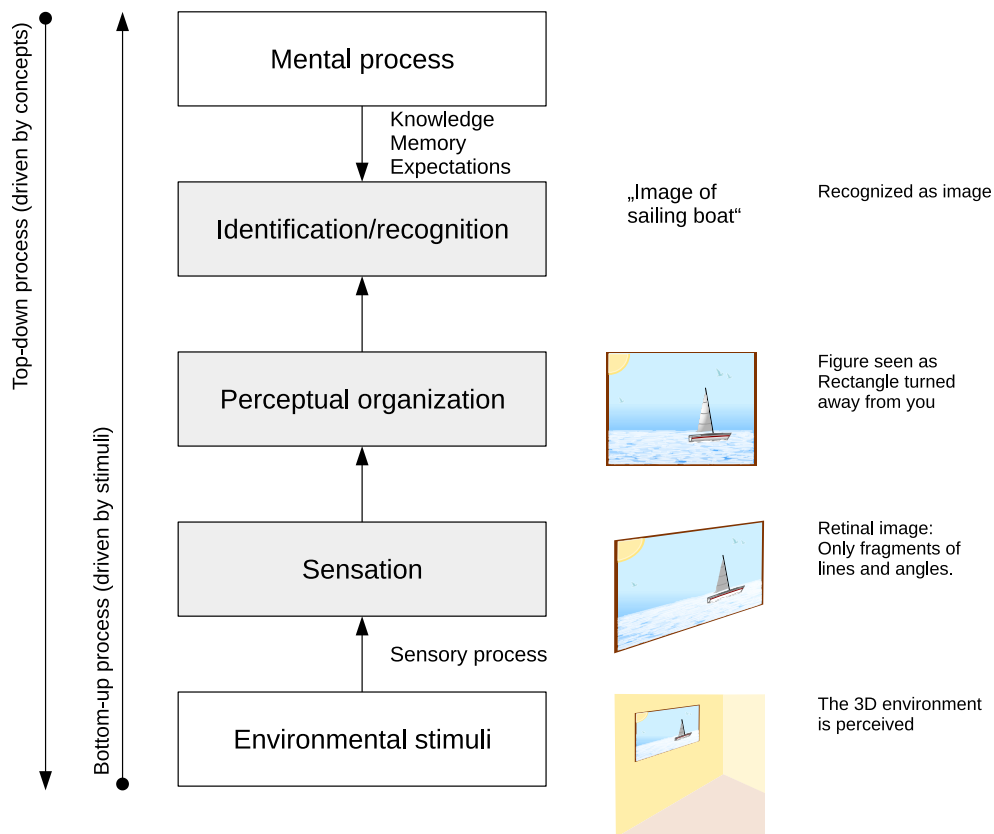 Top-down process (driven by concepts)
Bottom-up process (driven by stimuli)
Mental process
Knowledge
Memory
Expectations
Identification/recognition
„Image of
sailing boat“
Recognized as image
Perceptual organization
Figure seen as
Rectangle turned
away from you
Sensation
Retinal image:
Only fragments of
lines and angles.
Sensory process
Environmental stimuli
The 3D environment
is perceived